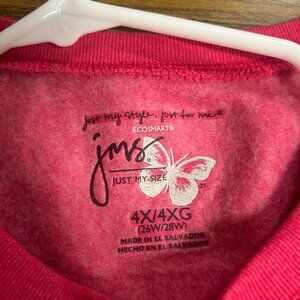 just my style. just for me.®
ECOSMART®
jms.
JUST MY SIZE
4X/4XG
(26W/28W)
MADE IN EL SALVADOR
HECHO EN EL SALVADOR